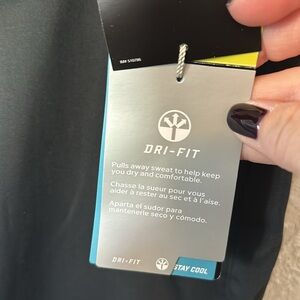 DRI-FIT
Pulls away sweat to help keep
you dry and comfortable.
Chasse la sueur pour vous
aider à rester au sec et à l'aise.
Aparta el sudor para
mantenerte seco y cómodo.
DRI-FIT
STAY COOL